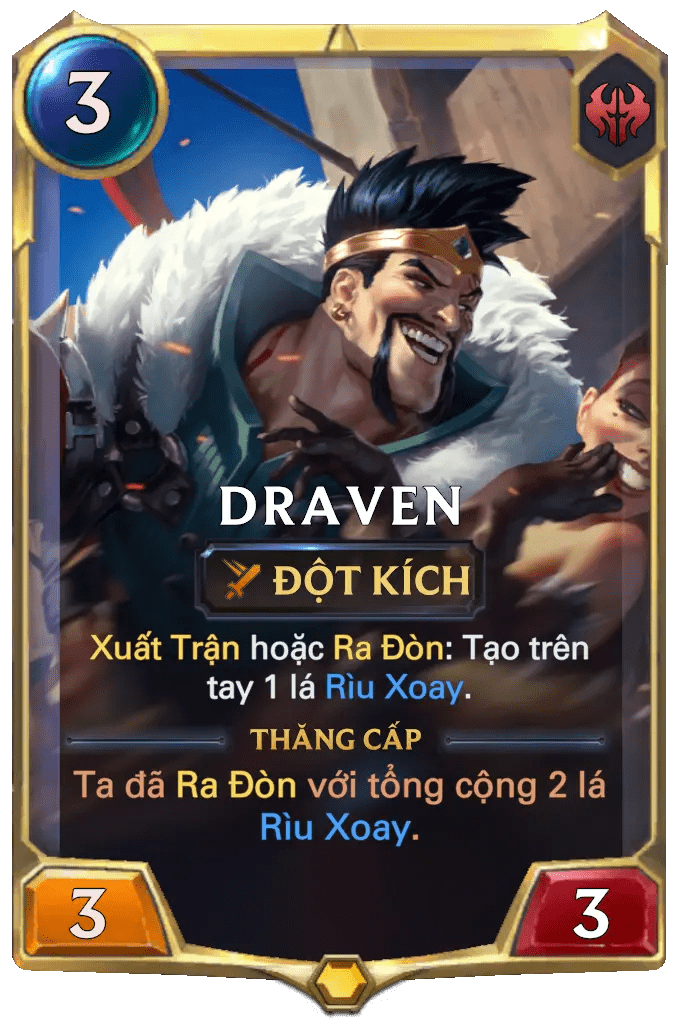 3
DRAVEN
ĐỘT KÍCH
Xuất Trận hoặc Ra Đòn: Tạo trên
tay 1 lá Rìu Xoay.
THĂNG CẤP
Ta đã Ra Đòn với tổng cộng 2 lá
Rìu Xoay.
3
3